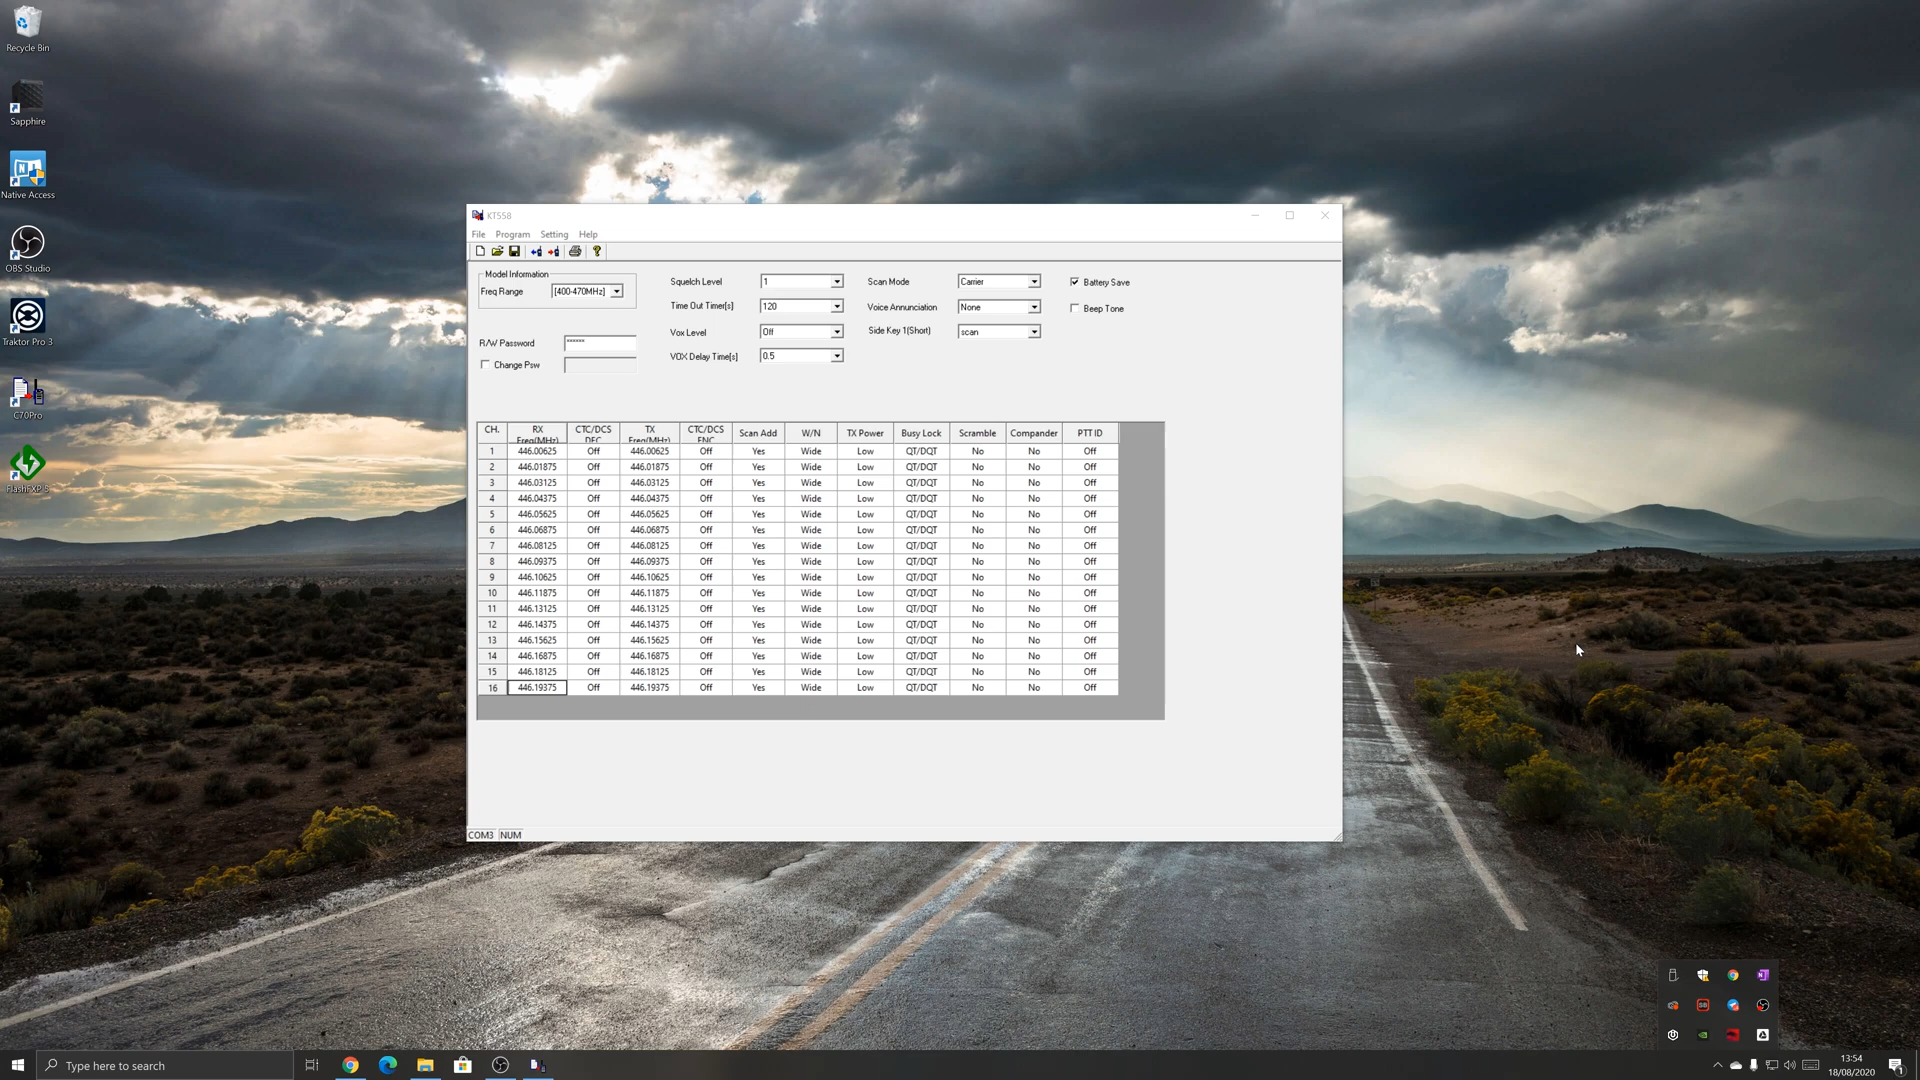 Recycle Bin
Sapphire
Native Access
OBS Studio
Traktor Pro 3
C70Pro
FlashFXP 5
KT558
File Program Setting Help
Model Information
Freq Range [400-470MHz]
R/W Password ******
Change Psw
Squelch Level 1
Time Out Timer[s] 120
Vox Level Off
VOX Delay Time[s] 0.5
Scan Mode Carrier
Voice Annunciation None
Side Key 1(Short) scan
Battery Save
Beep Tone
CH. RX Freq(MHz) CTC/DCS DEC TX Freq(MHz) CTC/DCS ENC Scan Add W/N TX Power Busy Lock Scramble Compander PTT ID
1 446.00625 Off 446.00625 Off Yes Wide Low QT/DQT No No Off
2 446.01875 Off 446.01875 Off Yes Wide Low QT/DQT No No Off
3 446.03125 Off 446.03125 Off Yes Wide Low QT/DQT No No Off
4 446.04375 Off 446.04375 Off Yes Wide Low QT/DQT No No Off
5 446.05625 Off 446.05625 Off Yes Wide Low QT/DQT No No Off
6 446.06875 Off 446.06875 Off Yes Wide Low QT/DQT No No Off
7 446.08125 Off 446.08125 Off Yes Wide Low QT/DQT No No Off
8 446.09375 Off 446.09375 Off Yes Wide Low QT/DQT No No Off
9 446.10625 Off 446.10625 Off Yes Wide Low QT/DQT No No Off
10 446.11875 Off 446.11875 Off Yes Wide Low QT/DQT No No Off
11 446.13125 Off 446.13125 Off Yes Wide Low QT/DQT No No Off
12 446.14375 Off 446.14375 Off Yes Wide Low QT/DQT No No Off
13 446.15625 Off 446.15625 Off Yes Wide Low QT/DQT No No Off
14 446.16875 Off 446.16875 Off Yes Wide Low QT/DQT No No Off
15 446.18125 Off 446.18125 Off Yes Wide Low QT/DQT No No Off
16 446.19375 Off 446.19375 Off Yes Wide Low QT/DQT No No Off
COM3 NUM
Type here to search
13:54
18/08/2020